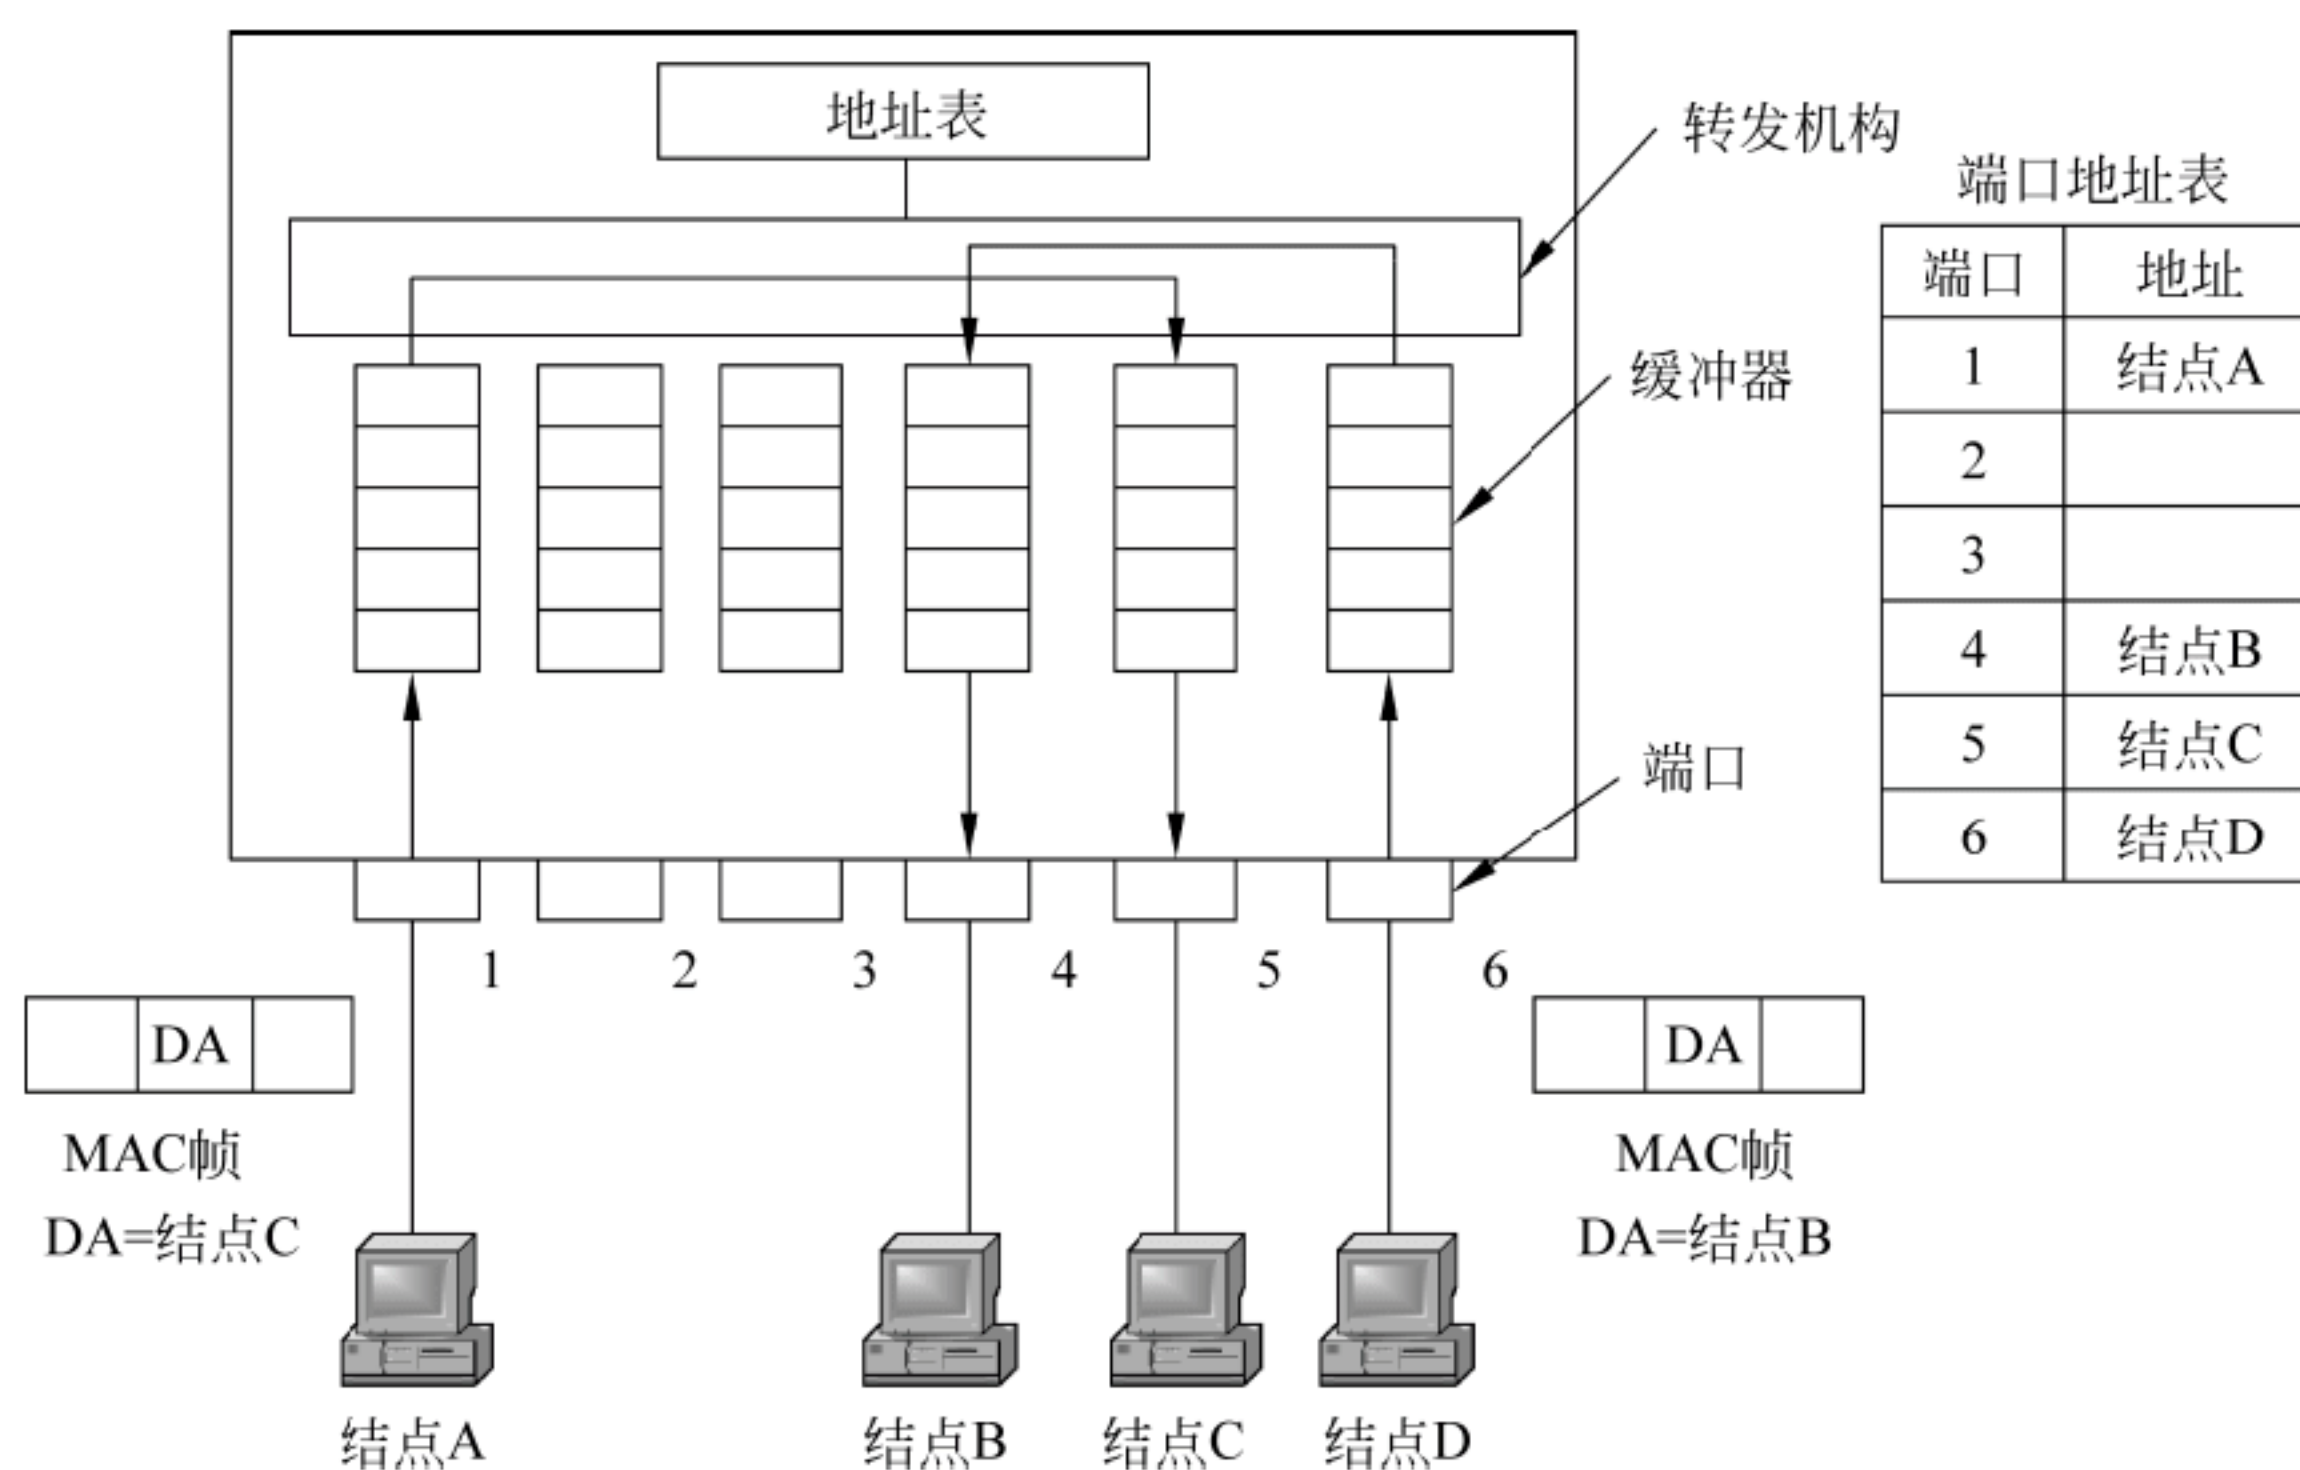 地址表
转发机构
缓冲器
端口
端口地址表
端口 地址
1 结点A
2
3
4 结点B
5 结点C
6 结点D
1 2 3 4 5 6
DA
MAC帧
DA=结点C
DA
MAC帧
DA=结点B
结点A 结点B 结点C 结点D